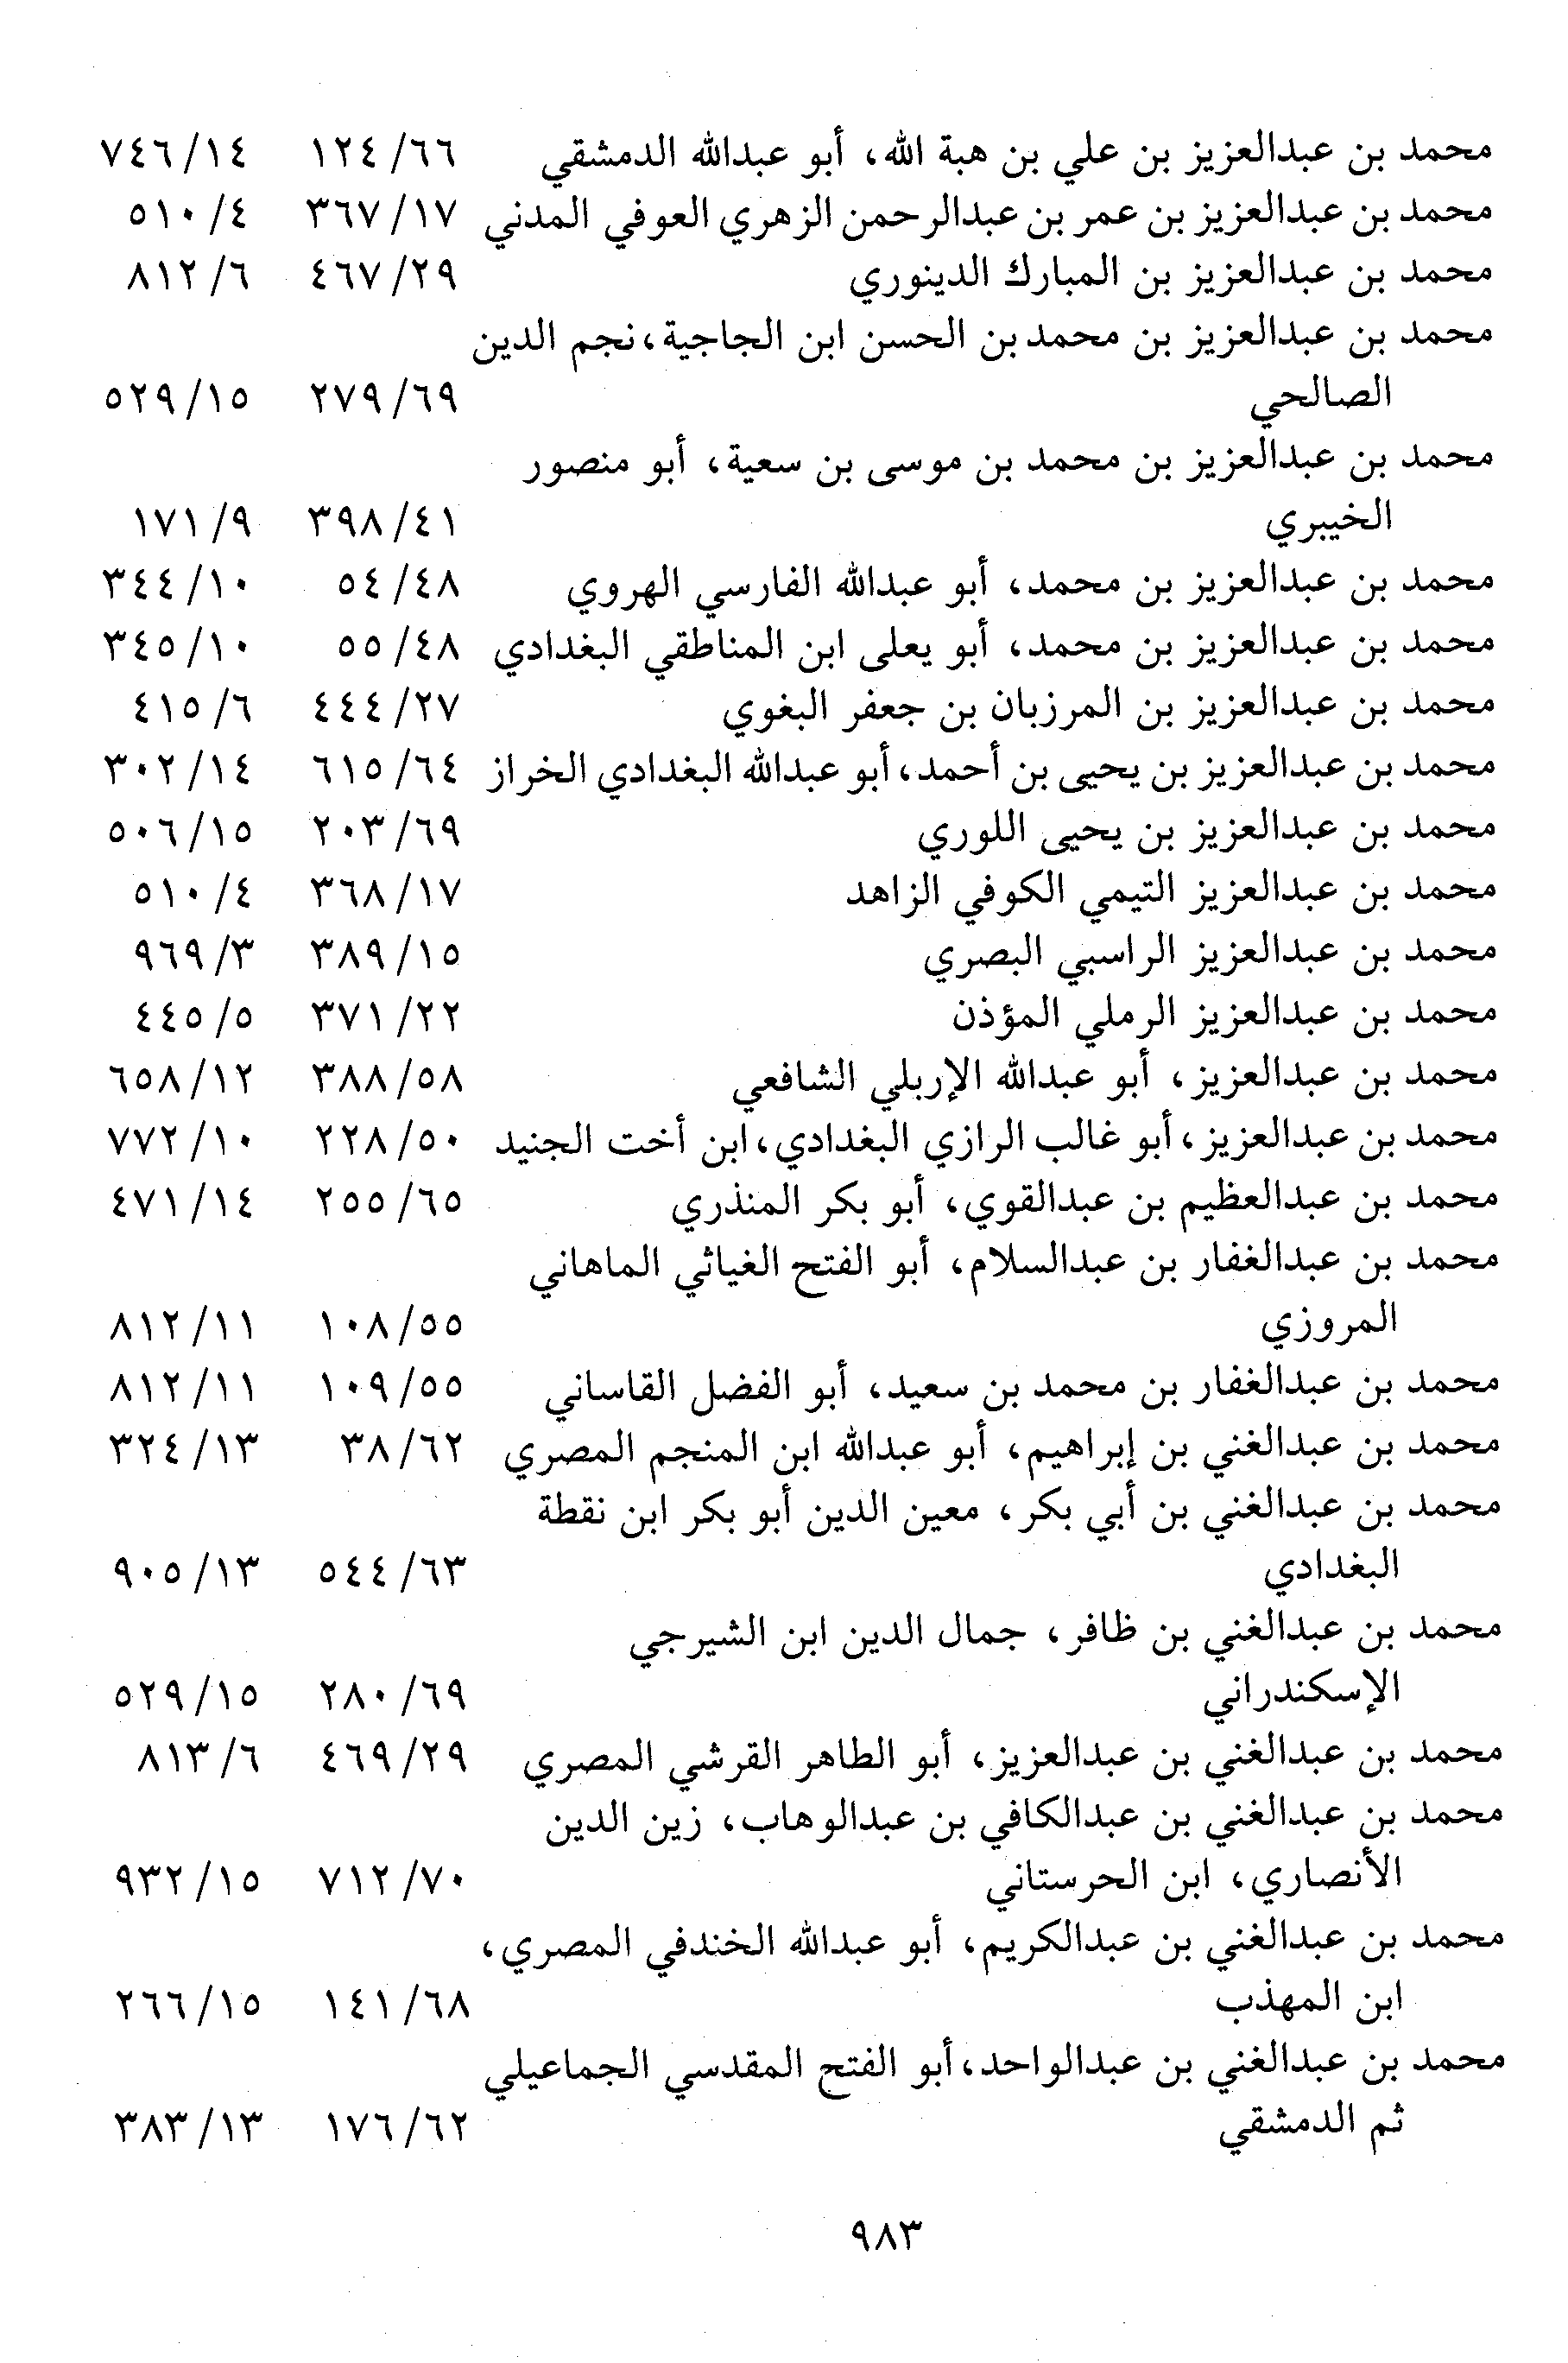 محمد بن عبدالعزيز بن علي بن هبة الله، أبو عبدالله الدمشقي ٦٦/ ١٢٤ ١٤/ ٧٤٦
محمد بن عبدالعزيز بن عمر بن عبدالرحمن الزهري العوفي المدني ١٧/ ٣٦٧ ٤/ ٥١٠
محمد بن عبدالعزيز بن المبارك الدينوري ٢٩/ ٤٦٧ ٦/ ٨١٢
محمد بن عبدالعزيز بن محمد بن الحسن ابن الجاجية، نجم الدين
الصالحي ٦٩/ ٢٧٩ ١٥/ ٥٢٩
محمد بن عبدالعزيز بن محمد بن موسى بن سعية، أبو منصور
الخيبري ٤١/ ٣٩٨ ٩/ ١٧١
محمد بن عبدالعزيز بن محمد، أبو عبدالله الفارسي الهروي ٤٨/ ٥٤ ١٠/ ٣٤٤
محمد بن عبدالعزيز بن محمد، أبو يعلى ابن المناطقي البغدادي ٤٨/ ٥٥ ١٠/ ٣٤٥
محمد بن عبدالعزيز بن المرزبان بن جعفر البغوي ٢٧/ ٤٤٤ ٦/ ٤١٥
محمد بن عبدالعزيز بن يحيى بن أحمد، أبو عبدالله البغدادي الخراز ٦٤/ ٦١٥ ١٤/ ٣٠٢
محمد بن عبدالعزيز بن يحيى اللوري ٦٩/ ٢٠٣ ١٥/ ٥٠٦
محمد بن عبدالعزيز التيمي الكوفي الزاهد ١٧/ ٣٦٨ ٤/ ٥١٠
محمد بن عبدالعزيز الراسبي البصري ١٥/ ٣٨٩ ٣/ ٩٦٩
محمد بن عبدالعزيز الرملي المؤذن ٢٢/ ٣٧١ ٥/ ٤٤٥
محمد بن عبدالعزيز، أبو عبدالله الإربلي الشافعي ٥٨/ ٣٨٨ ١٢/ ٦٥٨
محمد بن عبدالعزيز، أبو غالب الرازي البغدادي، ابن أخت الجنيد ٥٠/ ٢٢٨ ١٠/ ٧٧٢
محمد بن عبدالعظيم بن عبدالقوي، أبو بكر المنذري ٦٥/ ٢٥٥ ١٤/ ٤٧١
محمد بن عبدالغفار بن عبدالسلام، أبو الفتح الغياثي الماهاني
المروزي ٥٥/ ١٠٨ ١١/ ٨١٢
محمد بن عبدالغفار بن محمد بن سعيد، أبو الفضل القاساني ٥٥/ ١٠٩ ١١/ ٨١٢
محمد بن عبدالغني بن إبراهيم، أبو عبدالله ابن المنجم المصري ٦٢/ ٣٨ ١٣/ ٣٢٤
محمد بن عبدالغني بن أبي بكر، معين الدين أبو بكر ابن نقطة
البغدادي ٦٣/ ٥٤٤ ١٣/ ٩٠٥
محمد بن عبدالغني بن ظافر، جمال الدين ابن الشيرجي
الإسكندراني ٦٩/ ٢٨٠ ١٥/ ٥٢٩
محمد بن عبدالغني بن عبدالعزيز، أبو الطاهر القرشي المصري ٢٩/ ٤٦٩ ٦/ ٨١٣
محمد بن عبدالغني بن عبدالكافي بن عبدالوهاب، زين الدين
الأنصاري، ابن الحرستاني ٧٠/ ٧١٢ ١٥/ ٩٣٢
محمد بن عبدالغني بن عبدالكريم، أبو عبدالله الخندفي المصري،
ابن المهذب ٦٨/ ١٤١ ١٥/ ٢٦٦
محمد بن عبدالغني بن عبدالواحد، أبو الفتح المقدسي الجماعيلي
ثم الدمشقي ٦٢/ ١٧٦ ١٣/ ٣٨٣
٩٨٣